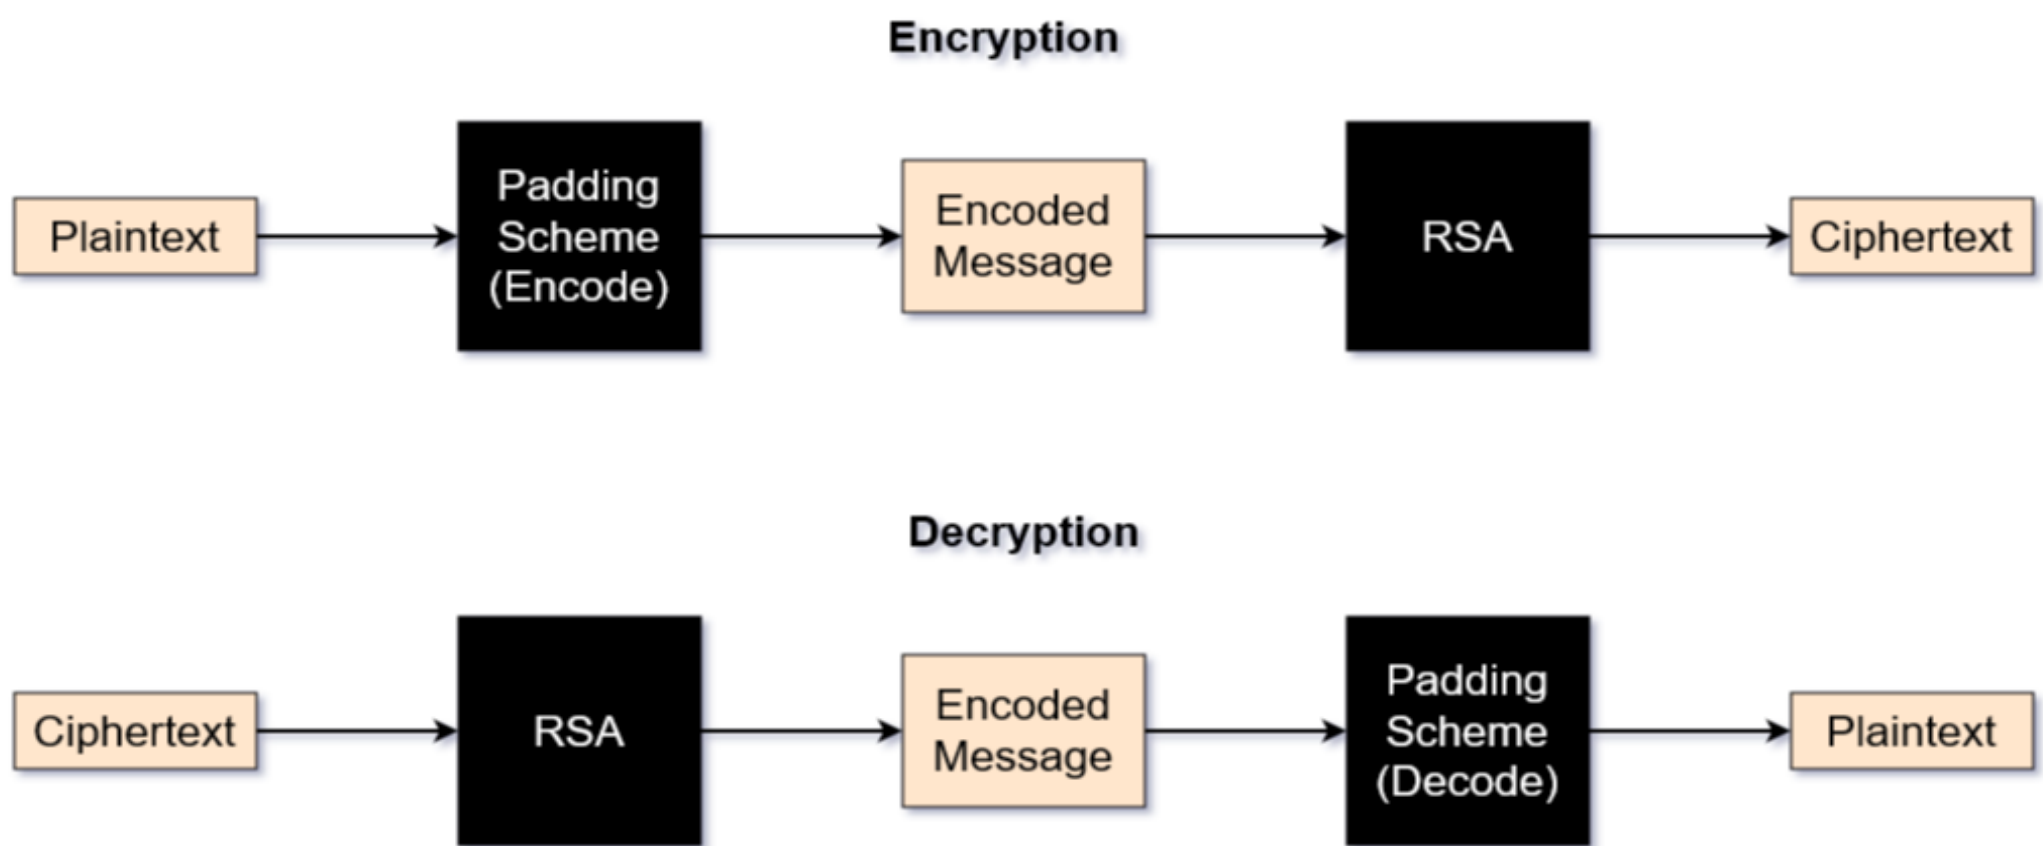 Encryption
Plaintext
Padding
Scheme
(Encode)
Encoded
Message
RSA
Ciphertext
Decryption
Ciphertext
RSA
Encoded
Message
Padding
Scheme
(Decode)
Plaintext